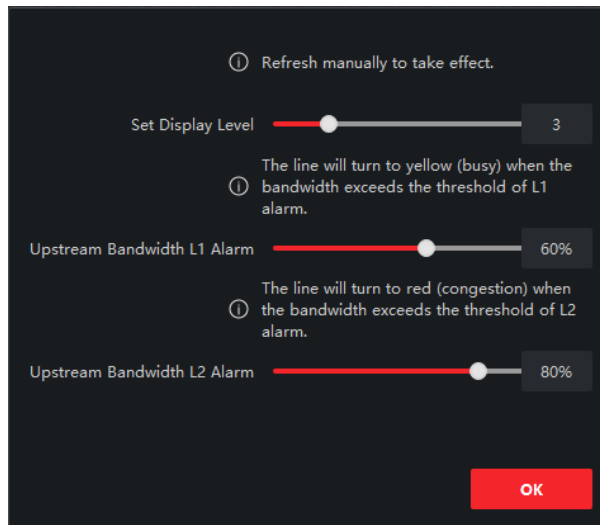 Refresh manually to take effect.
Set Display Level
3
The line will turn to yellow (busy) when the
bandwidth exceeds the threshold of L1
alarm.
Upstream Bandwidth L1 Alarm
60%
The line will turn to red (congestion) when
the bandwidth exceeds the threshold of L2
alarm.
Upstream Bandwidth L2 Alarm
80%
OK